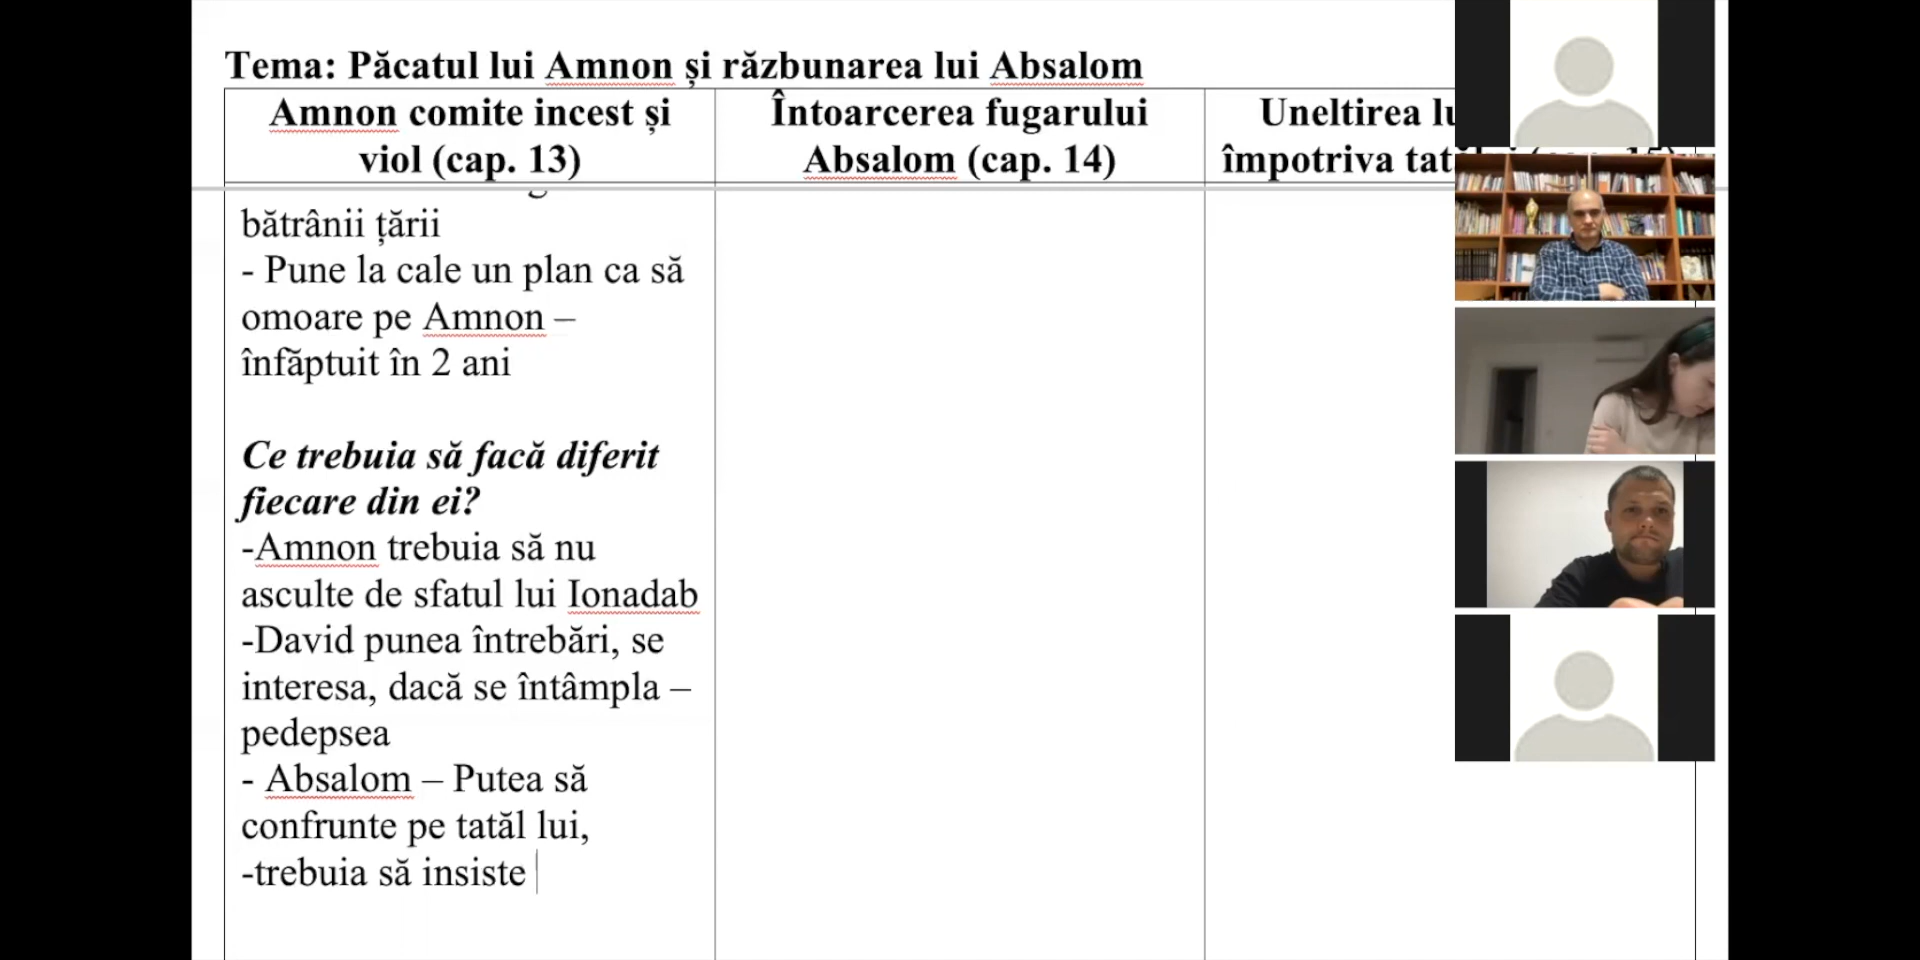 Tema: Păcatul lui Amnon și răzbunarea lui Absalom
Amnon comite incest și
viol (cap. 13)
Întoarcerea fugarului
Absalom (cap. 14)
Uneltirea
împotriva
bătrânii țării
- Pune la cale un plan ca să
omoare pe Amnon –
înfăptuit în 2 ani
Ce trebuia să facă diferit
fiecare din ei?
-Amnon trebuia să nu
asculte de sfatul lui Ionadab
-David punea întrebări, se
interesa, dacă se întâmpla –
pedepsea
- Absalom – Putea să
confrunte pe tatăl lui,
-trebuia să insiste